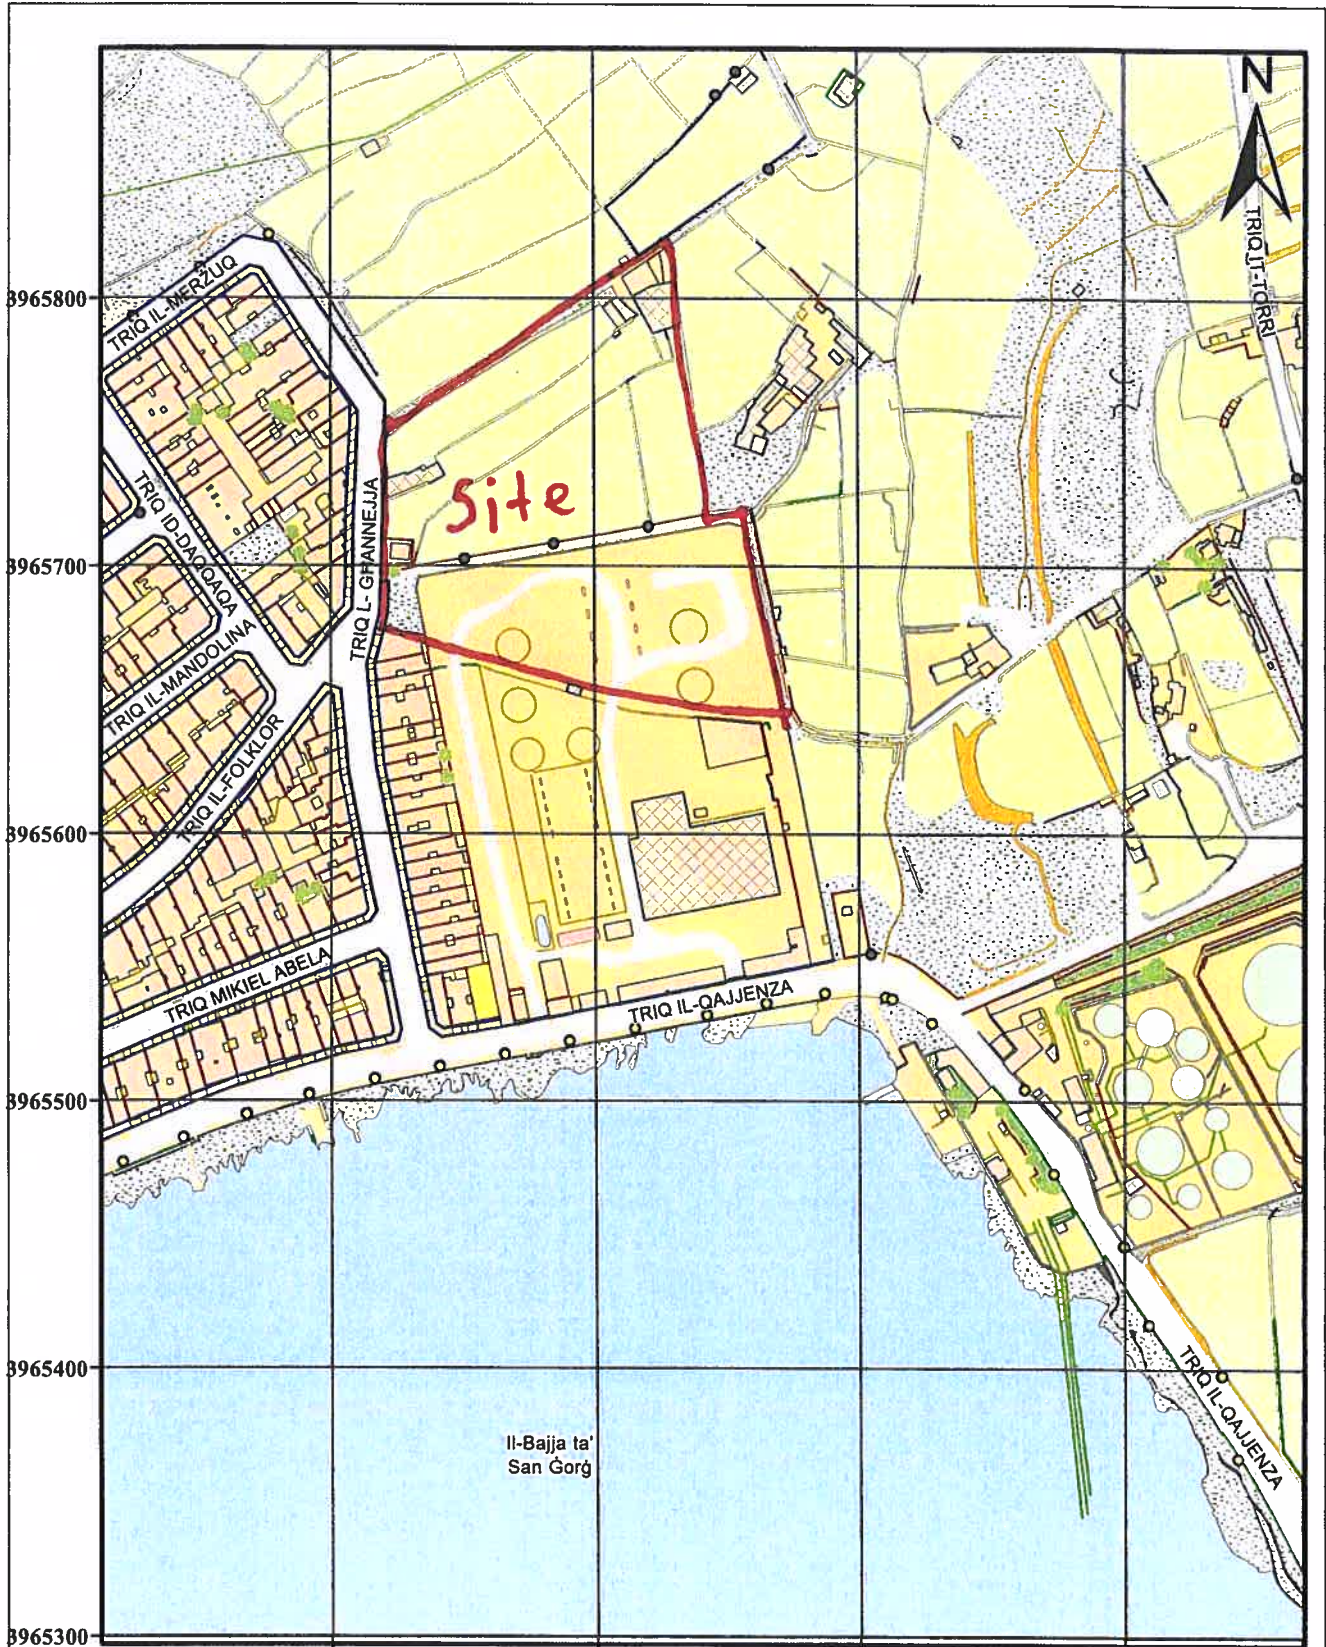 N
TRIQ IT-TORRI
3965800
TRIQ IL-MERŻUQ
TRIQ ID-DAQQAQA
TRIQ L- GĦANNEJJA
site
3965700
TRIQ IL-MANDOLINA
TRIQ IL-FOLKLOR
3965600
TRIQ MIKIEL ABELA
TRIQ IL-QAJJENZA
3965500
3965400
TRIQ IL-QAJJENZA
Il-Bajja ta'
San Ġorġ
3965300